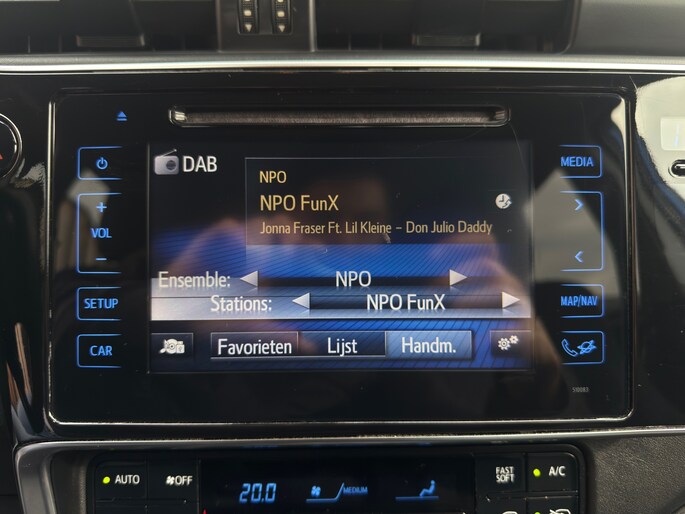 DAB
NPO
NPO FunX
Jonna Fraser Ft. Lil Kleine – Don Julio Daddy
Ensemble: NPO
Stations: NPO FunX
Favorieten Lijst Handm.
+
VOL
–
SETUP
CAR
MEDIA
MAP/NAV
510083
AUTO OFF
20.0 MEDIUM
FAST
SOFT
A/C